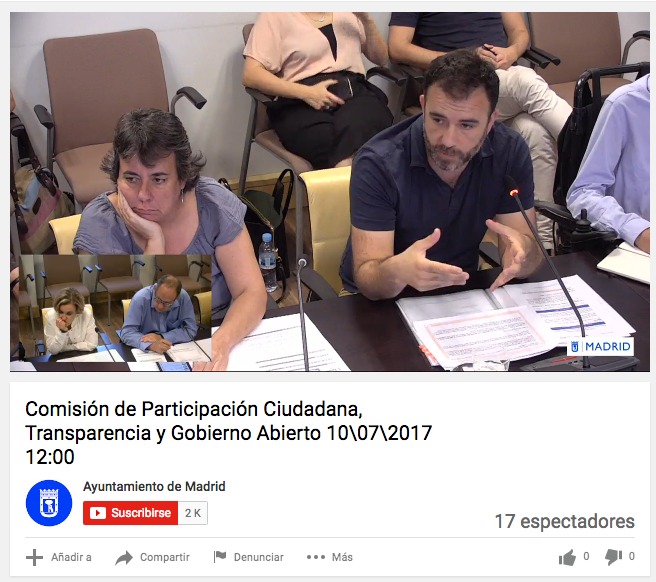 MADRID
Comisión de Participación Ciudadana,
Transparencia y Gobierno Abierto 10\07\2017
12:00
Ayuntamiento de Madrid
Suscribirse 2 K
17 espectadores
Añadir a Compartir Denunciar Más 0 0